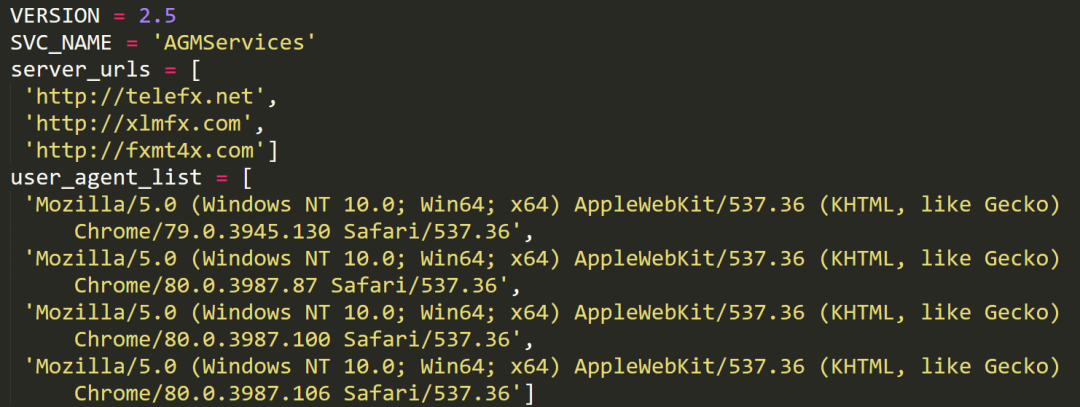 VERSION = 2.5
SVC_NAME = 'AGMServices'
server_urls = [
 'http://telefx.net',
 'http://xlmfx.com',
 'http://fxmt4x.com']
user_agent_list = [
 'Mozilla/5.0 (Windows NT 10.0; Win64; x64) AppleWebKit/537.36 (KHTML, like Gecko)
     Chrome/79.0.3945.130 Safari/537.36',
 'Mozilla/5.0 (Windows NT 10.0; Win64; x64) AppleWebKit/537.36 (KHTML, like Gecko)
     Chrome/80.0.3987.87 Safari/537.36',
 'Mozilla/5.0 (Windows NT 10.0; Win64; x64) AppleWebKit/537.36 (KHTML, like Gecko)
     Chrome/80.0.3987.100 Safari/537.36',
 'Mozilla/5.0 (Windows NT 10.0; Win64; x64) AppleWebKit/537.36 (KHTML, like Gecko)
     Chrome/80.0.3987.106 Safari/537.36']